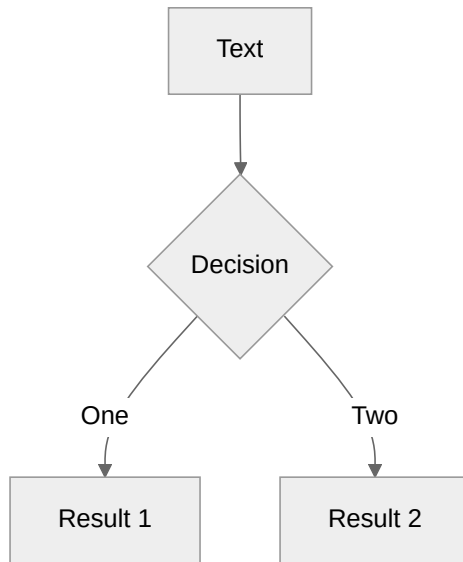 Text
Decision
One
Two
Result 1
Result 2